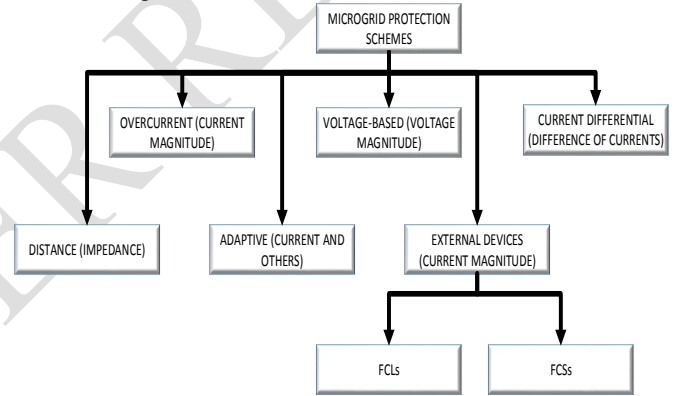 MICROGRID PROTECTION
SCHEMES
OVERCURRENT (CURRENT
MAGNITUDE)
VOLTAGE-BASED (VOLTAGE
MAGNITUDE)
CURRENT DIFFERENTIAL
(DIFFERENCE OF CURRENTS)
DISTANCE (IMPEDANCE)
ADAPTIVE (CURRENT AND
OTHERS)
EXTERNAL DEVICES
(CURRENT MAGNITUDE)
FCLs
FCSs